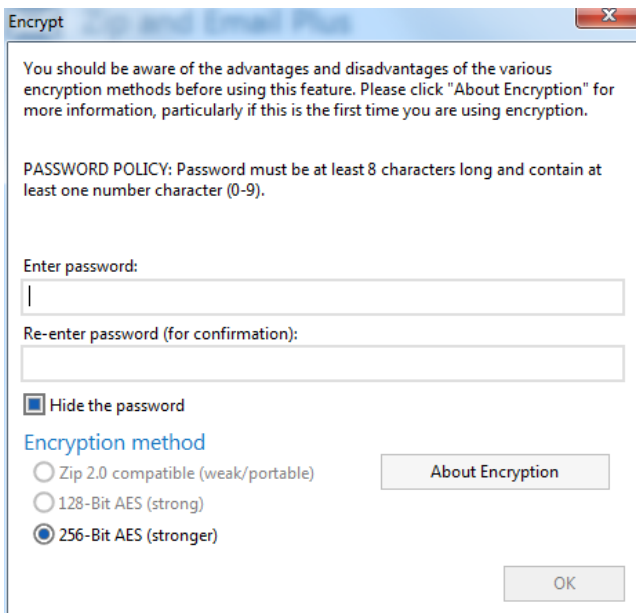 Encrypt
Zip and Email Plus
You should be aware of the advantages and disadvantages of the various
encryption methods before using this feature. Please click "About Encryption" for
more information, particularly if this is the first time you are using encryption.
PASSWORD POLICY: Password must be at least 8 characters long and contain at
least one number character (0-9).
Enter password:
Re-enter password (for confirmation):
Hide the password
Encryption method
Zip 2.0 compatible (weak/portable)
About Encryption
128-Bit AES (strong)
256-Bit AES (stronger)
OK